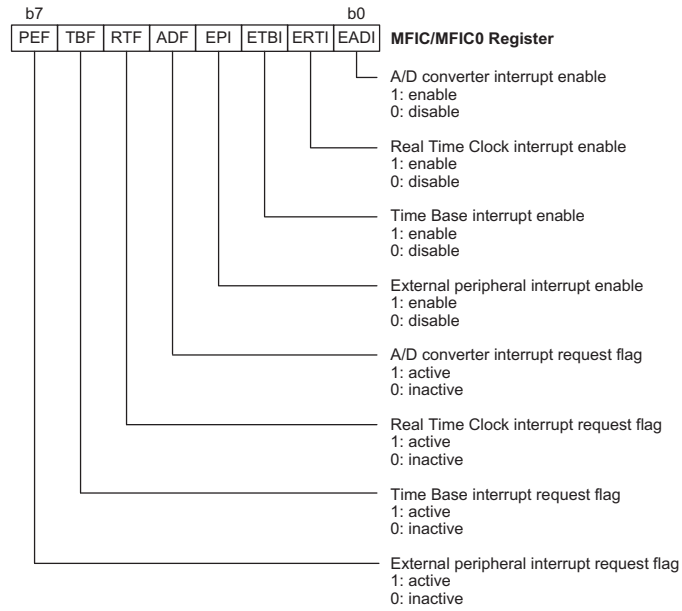 b7 b0
PEF TBF RTF ADF EPI ETBI ERTI EADI MFIC/MFIC0 Register
A/D converter interrupt enable
1: enable
0: disable
Real Time Clock interrupt enable
1: enable
0: disable
Time Base interrupt enable
1: enable
0: disable
External peripheral interrupt enable
1: enable
0: disable
A/D converter interrupt request flag
1: active
0: inactive
Real Time Clock interrupt request flag
1: active
0: inactive
Time Base interrupt request flag
1: active
0: inactive
External peripheral interrupt request flag
1: active
0: inactive